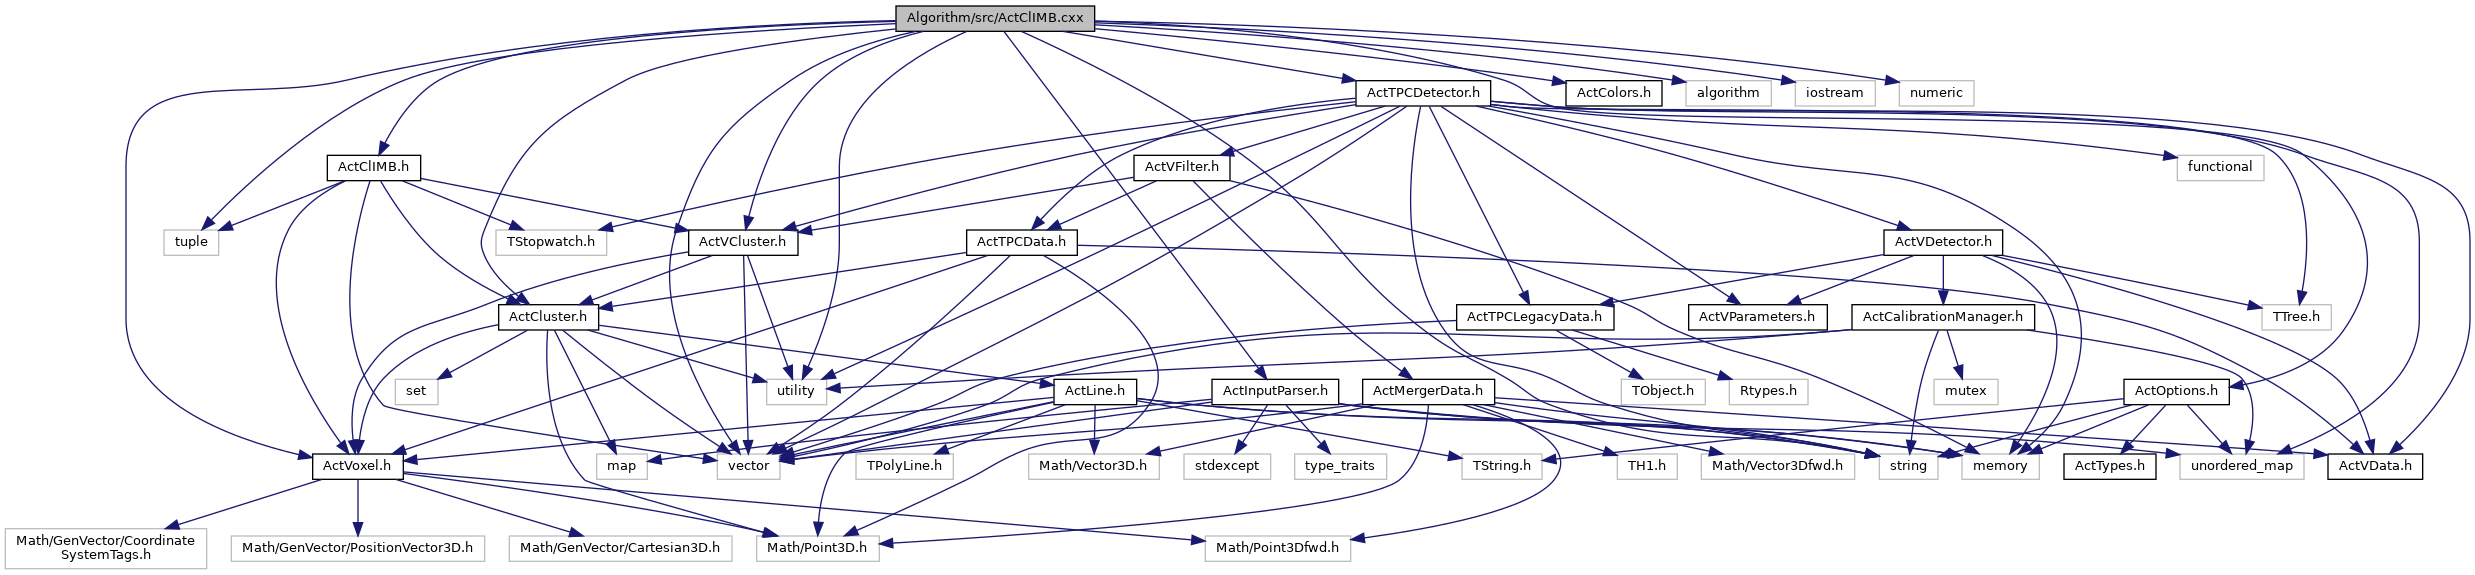 Algorithm/src/ActClIMB.cxx
ActTPCDetector.h
ActColors.h
algorithm
iostream
numeric
ActClIMB.h
ActVFilter.h
functional
tuple
TStopwatch.h
ActVCluster.h
ActTPCData.h
ActVDetector.h
ActCluster.h
ActTPCLegacyData.h
ActVParameters.h
ActCalibrationManager.h
TTree.h
set
ActLine.h
utility
ActInputParser.h
ActMergerData.h
TObject.h
Rtypes.h
mutex
ActOptions.h
ActVoxel.h
map
vector
TPolyLine.h
Math/Vector3D.h
stdexcept
type_traits
TString.h
TH1.h
Math/Vector3Dfwd.h
string
memory
ActTypes.h
unordered_map
ActVData.h
Math/GenVector/Coordinate
SystemTags.h
Math/GenVector/PositionVector3D.h
Math/GenVector/Cartesian3D.h
Math/Point3D.h
Math/Point3Dfwd.h